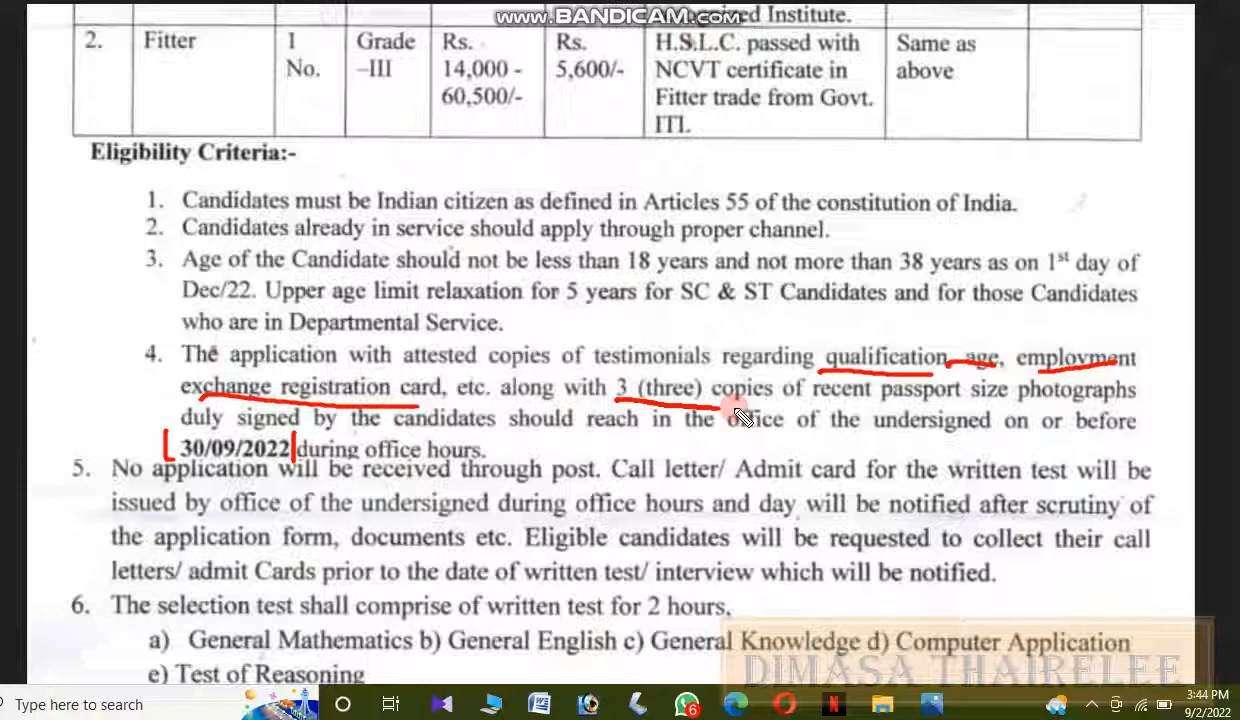 www.BANDICAM.com
Institute.
2. Fitter 1 Grade Rs. Rs. H.S.L.C. passed with Same as
No. –III 14,000 - 5,600/- NCVT certificate in above
60,500/- Fitter trade from Govt.
ITI.
Eligibility Criteria:-
1. Candidates must be Indian citizen as defined in Articles 55 of the constitution of India.
2. Candidates already in service should apply through proper channel.
3. Age of the Candidate should not be less than 18 years and not more than 38 years as on 1st day of
Dec/22. Upper age limit relaxation for 5 years for SC & ST Candidates and for those Candidates
who are in Departmental Service.
4. The application with attested copies of testimonials regarding qualification, age, employment
exchange registration card, etc. along with 3 (three) copies of recent passport size photographs
duly signed by the candidates should reach in the office of the undersigned on or before
30/09/2022 during office hours.
5. No application will be received through post. Call letter/ Admit card for the written test will be
issued by office of the undersigned during office hours and day will be notified after scrutiny of
the application form, documents etc. Eligible candidates will be requested to collect their call
letters/ admit Cards prior to the date of written test/ interview which will be notified.
6. The selection test shall comprise of written test for 2 hours.
a) General Mathematics b) General English c) General Knowledge d) Computer Application
e) Test of Reasoning
DIMASA THAIRELEE
Type here to search
6
3:44 PM
9/2/2022